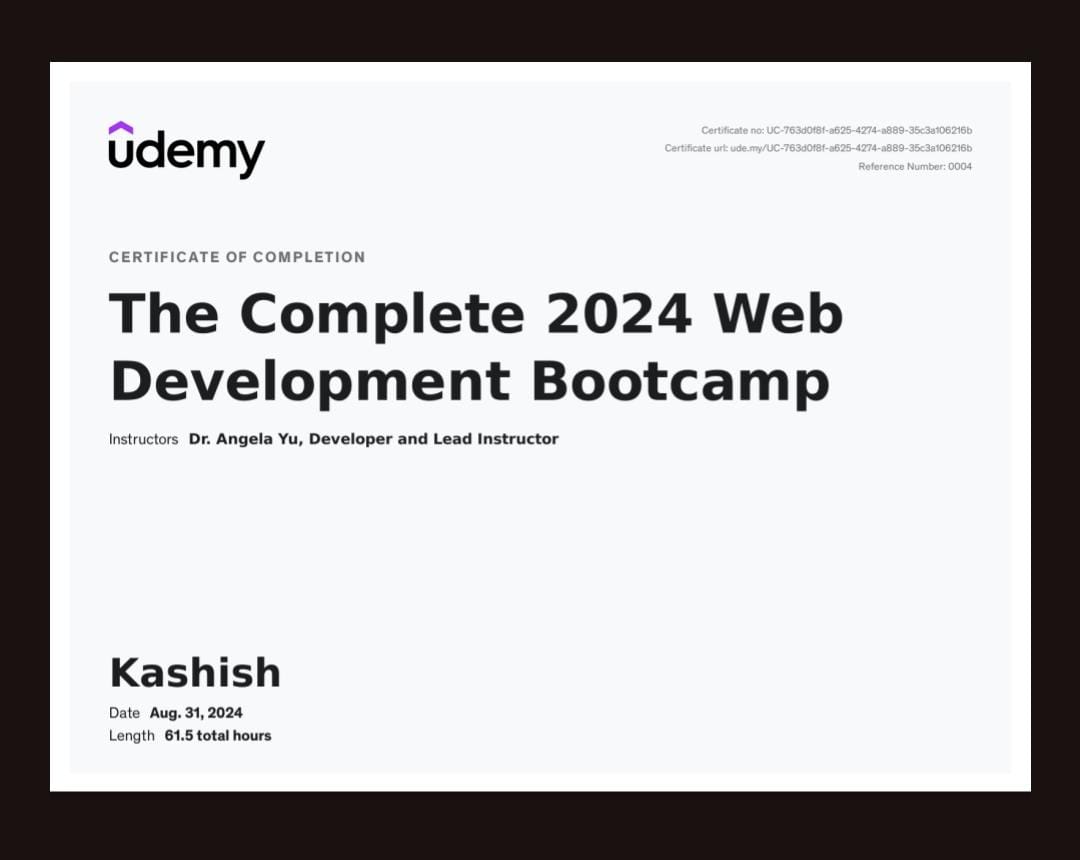 udemy
Certificate no: UC-763d0f8f-a625-4274-a889-35c3a106216b
Certificate url: ude.my/UC-763d0f8f-a625-4274-a889-35c3a106216b
Reference Number: 0004
CERTIFICATE OF COMPLETION
The Complete 2024 Web
Development Bootcamp
Instructors Dr. Angela Yu, Developer and Lead Instructor
Kashish
Date Aug. 31, 2024
Length 61.5 total hours